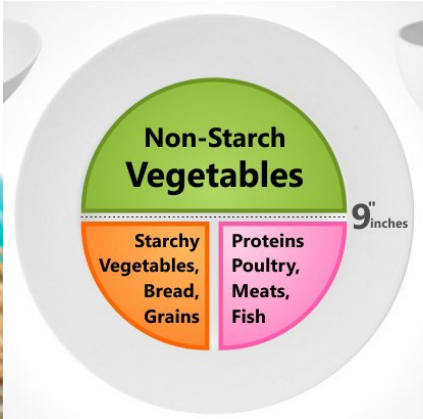 Non-Starch
Vegetables
9"
inches
Starchy
Vegetables,
Bread,
Grains
Proteins
Poultry,
Meats,
Fish